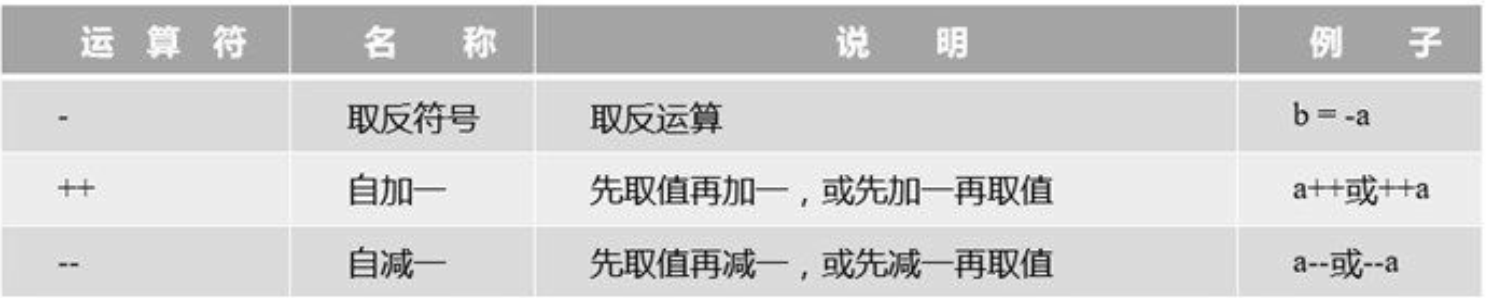 运 算 符 名 称 说 明 例 子
- 取反符号 取反运算 b = -a
++ 自加一 先取值再加一，或先加一再取值 a++或++a
-- 自减一 先取值再减一，或先减一再取值 a--或--a